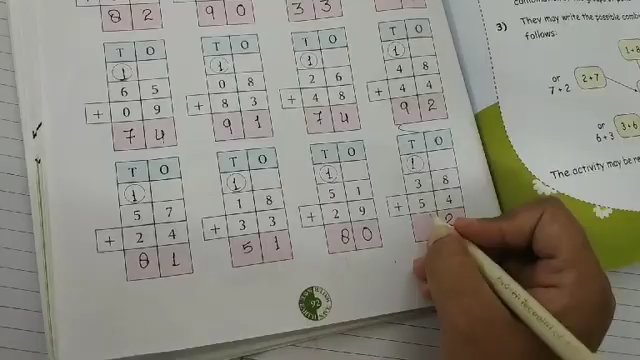 8 2 9 0 3 3
T O T O T O T O
1 1 1 1
6 5 0 8 2 6 4 8
+ 0 9 + 8 3 + 4 8 + 4 4
7 4 9 1 7 4 9 2
T O T O T O T O
1 1 1 1
5 7 1 8 5 1 3 8
+ 2 4 + 3 3 + 2 9 + 5 4
8 1 5 1 8 0 2
92
3) They may write the possible
follows:
1+8
or
7+2 2+7
or
6+3 3+6
The activity may be